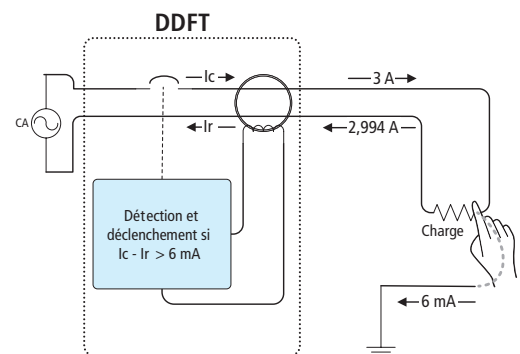 DDFT
Ic
3 A
CA
Ir
2,994 A
Détection et
déclenchement si
Ic - Ir > 6 mA
Charge
6 mA